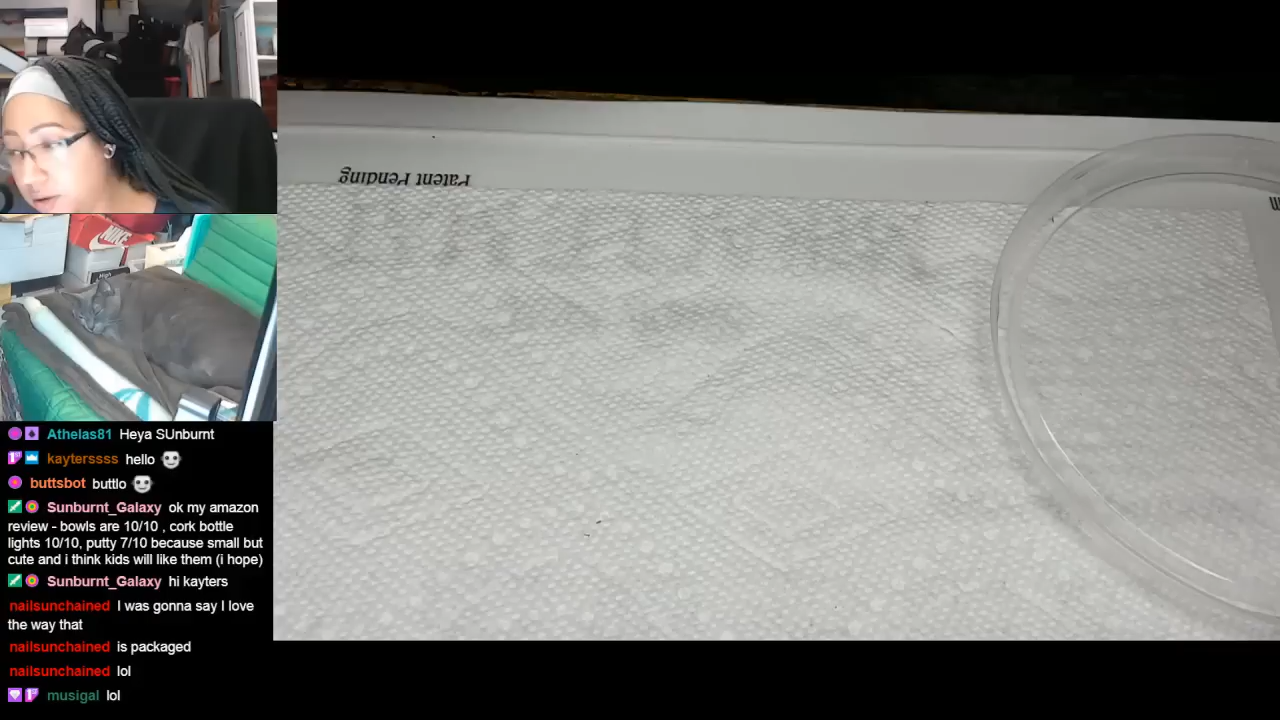 Patent Pending
NIKE
High
Athelas81 Heya SUnburnt
kayterssss hello
buttsbot buttlo
Sunburnt_Galaxy ok my amazon
review - bowls are 10/10 , cork bottle
lights 10/10, putty 7/10 because small but
cute and i think kids will like them (i hope)
Sunburnt_Galaxy hi kayters
nailsunchained I was gonna say I love
the way that
nailsunchained is packaged
nailsunchained lol
musigal lol